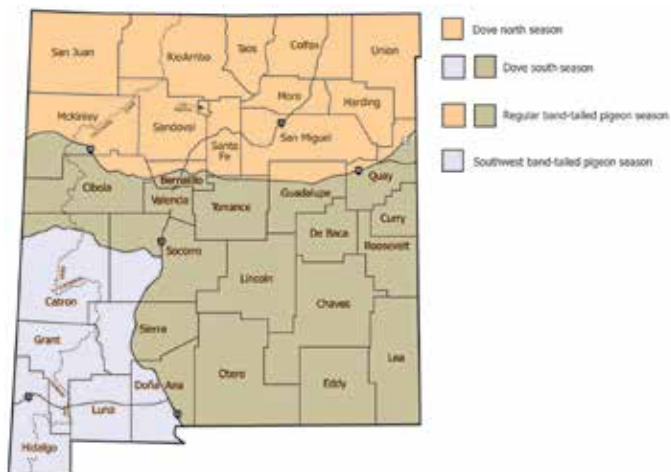 San Juan
Rio Arriba
Taos
Colfax
Union
Mora
Harding
McKinley
Sandoval
Santa
Fe
San Miguel
Bernalillo
Cibola
Valencia
Torrance
Guadalupe
Quay
Curry
De Baca
Roosevelt
Socorro
Lincoln
Catron
Chaves
Sierra
Grant
Otero
Eddy
Lea
Doña Ana
Luna
Hidalgo
Dove north season
Dove south season
Regular band-tailed pigeon season
Southwest band-tailed pigeon season